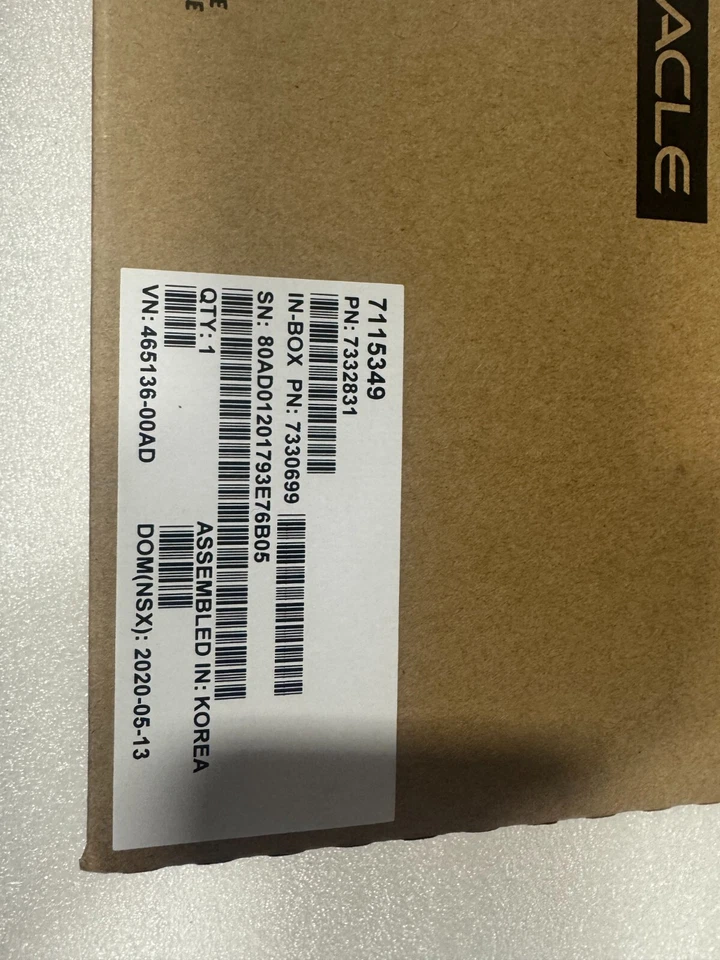 ACLE
7115349
PN: 7332831
IN-BOX PN: 7330699
SN: 80AD01201793E76B05
QTY: 1
ASSEMBLED IN: KOREA
VN: 465136-00AD
DOM(NSX): 2020-05-13